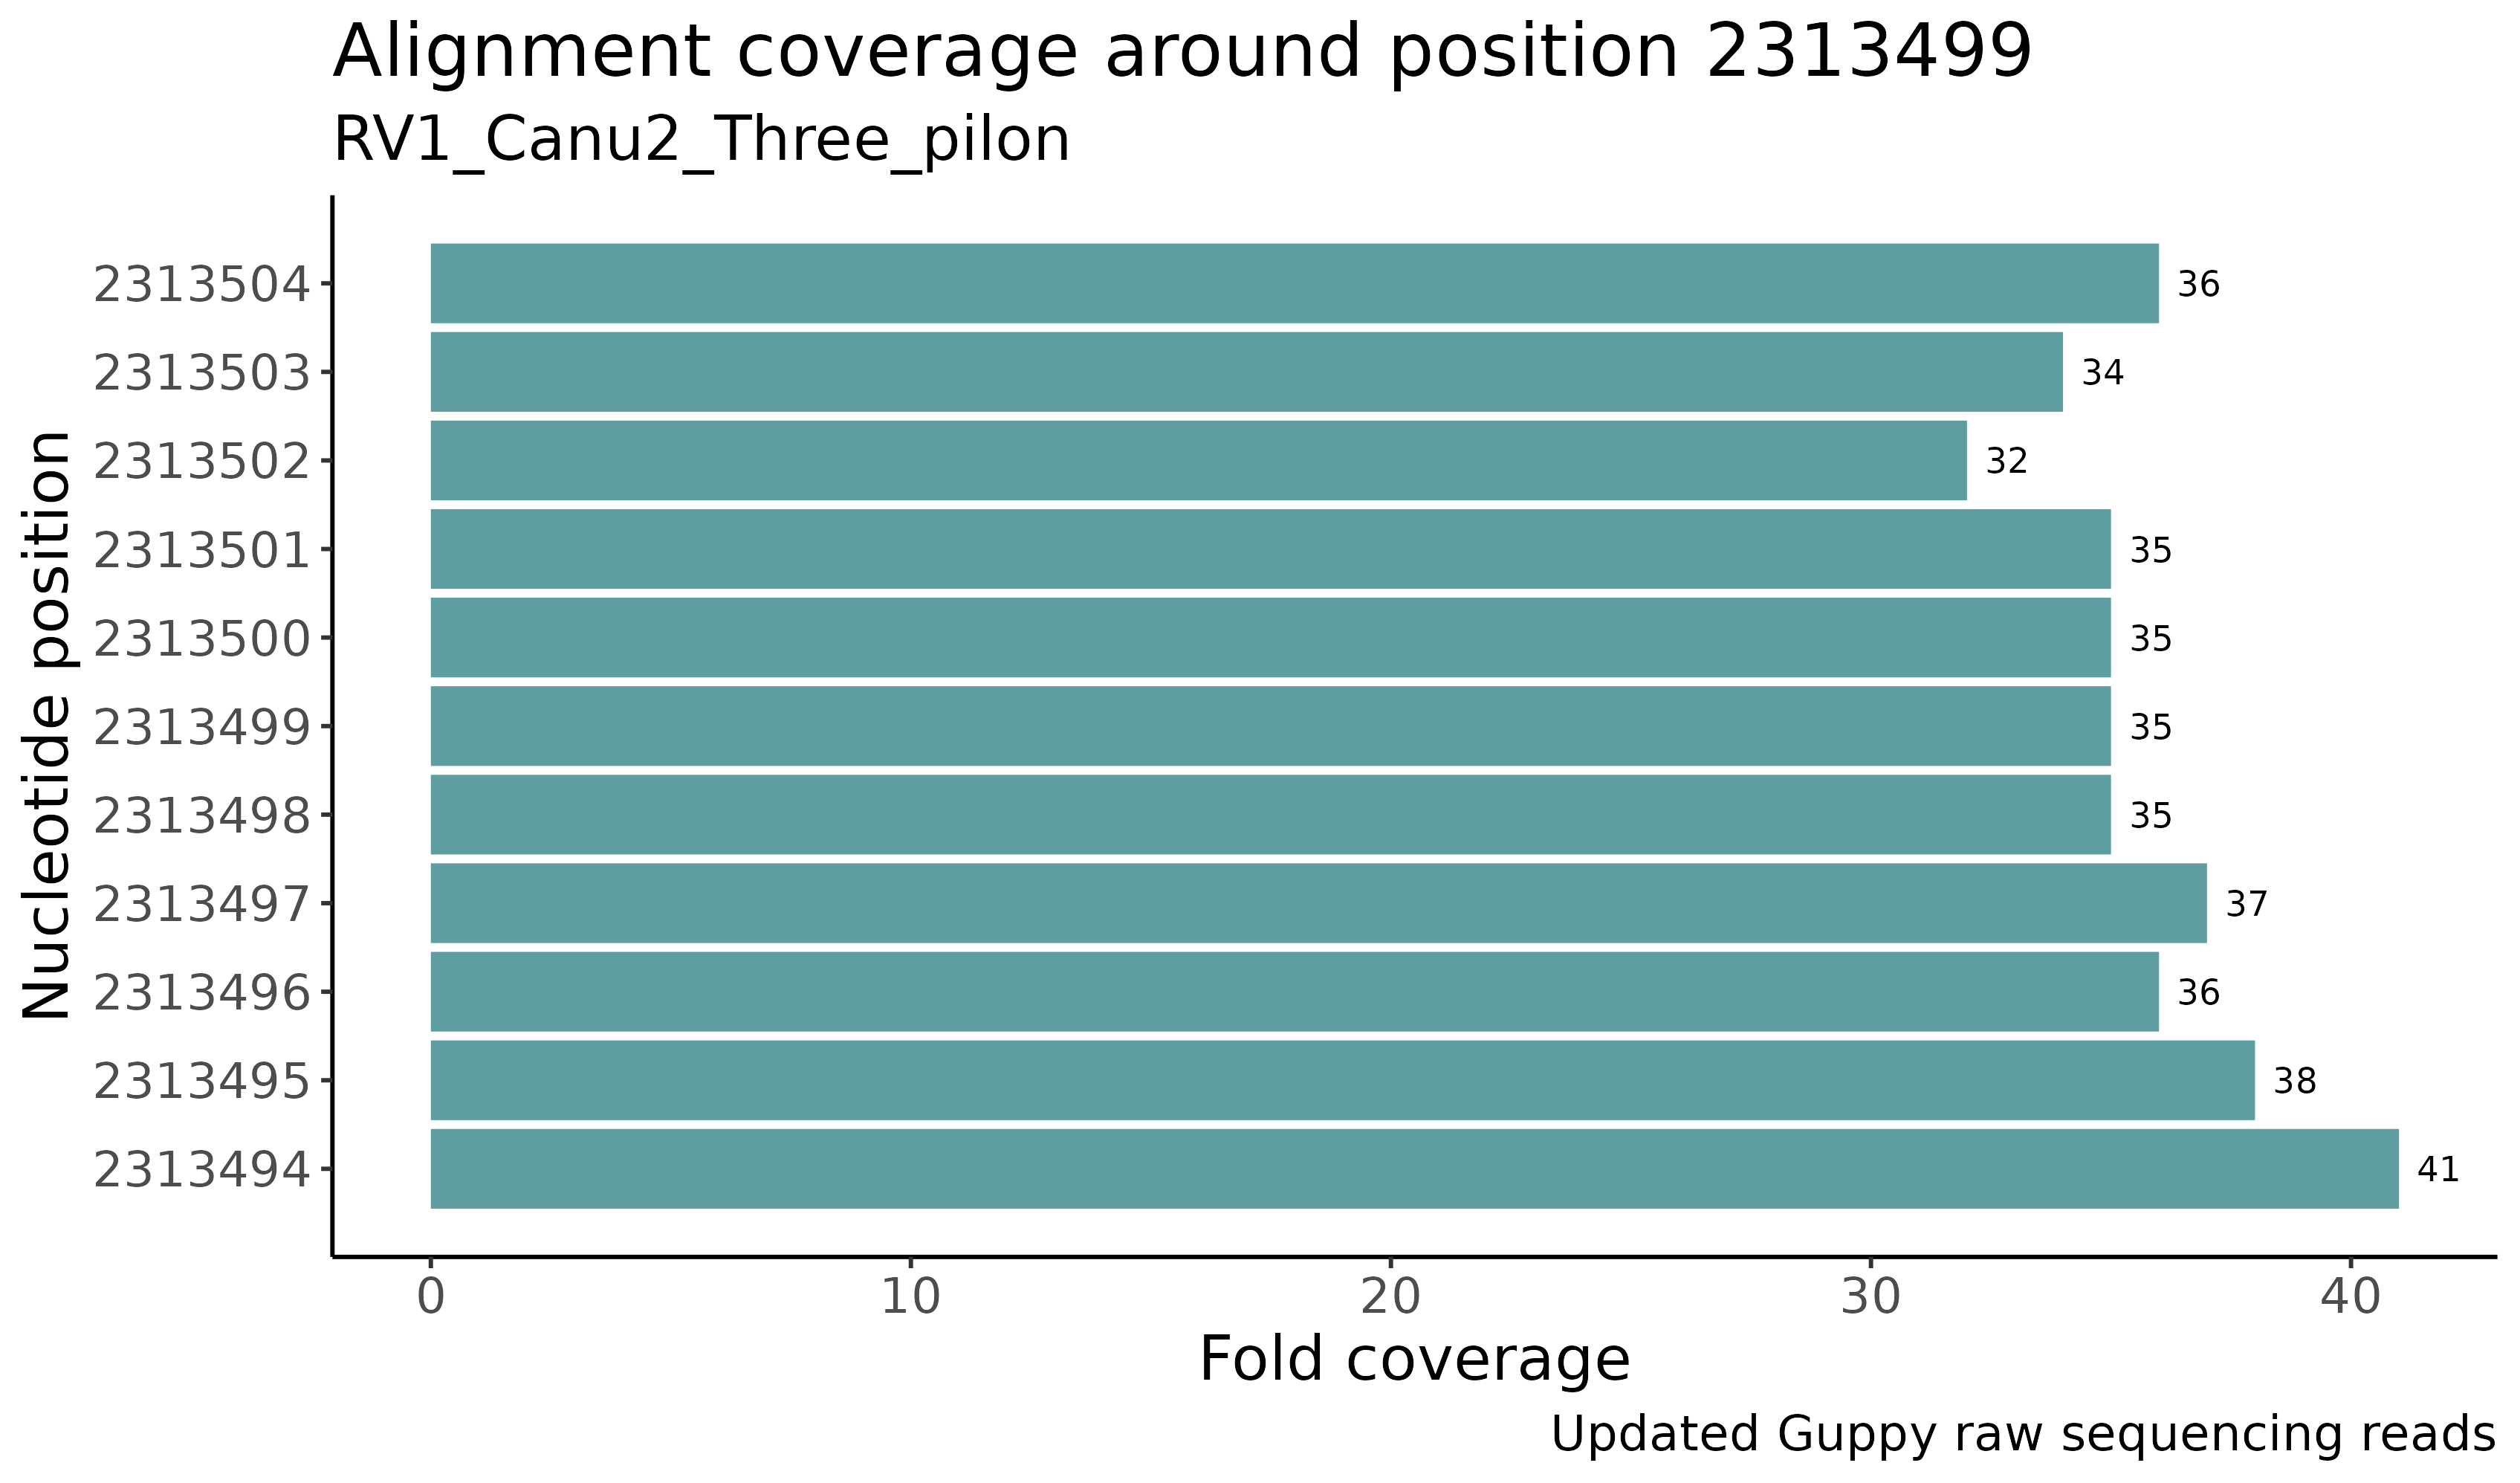 Alignment coverage around position 2313499
RV1_Canu2_Three_pilon
Nucleotide position
2313504 36
2313503 34
2313502 32
2313501 35
2313500 35
2313499 35
2313498 35
2313497 37
2313496 36
2313495 38
2313494 41
0 10 20 30 40
Fold coverage
Updated Guppy raw sequencing reads